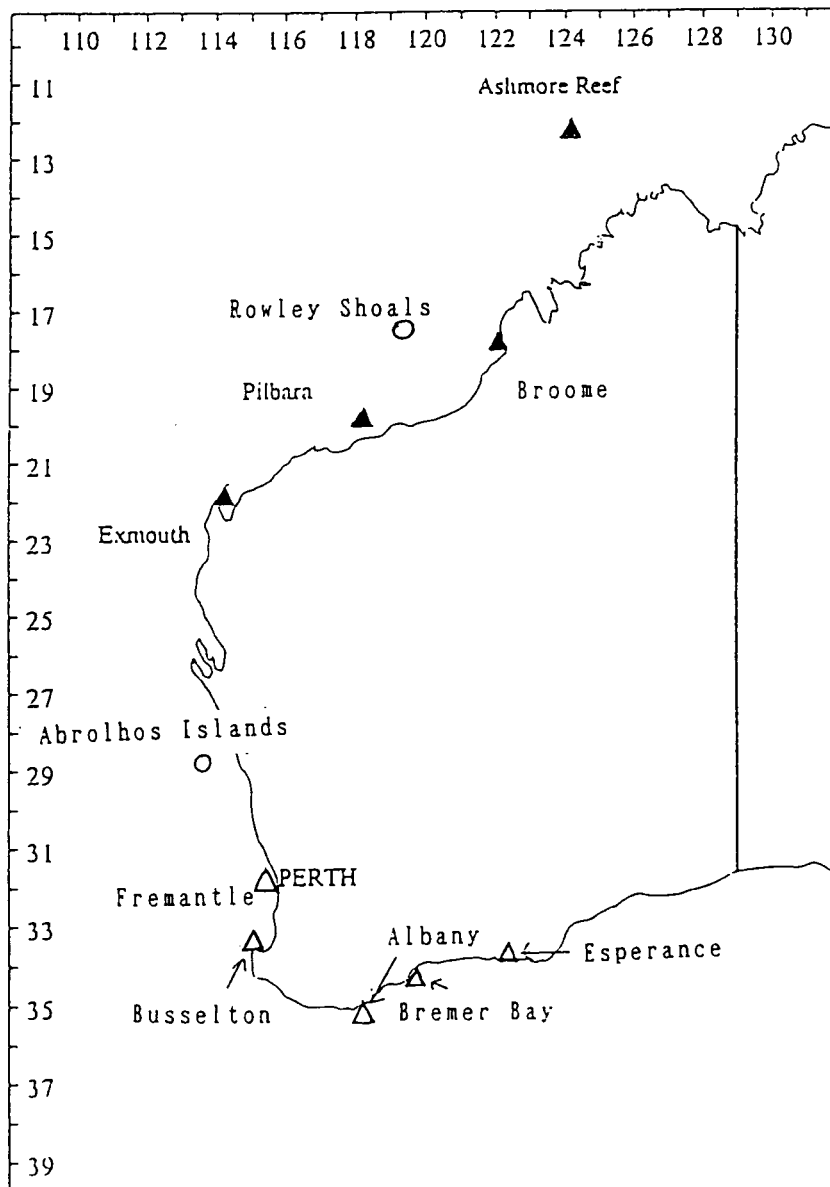 110 112 114 116 118 120 122 124 126 128 130
11
Ashmore Reef
13
15
17
Rowley Shoals
19
Pilbara
Broome
21
Exmouth
23
25
27
Abrolhos Islands
29
31
PERTH
Fremantle
33
Albany
Esperance
35
Busselton
Bremer Bay
37
39